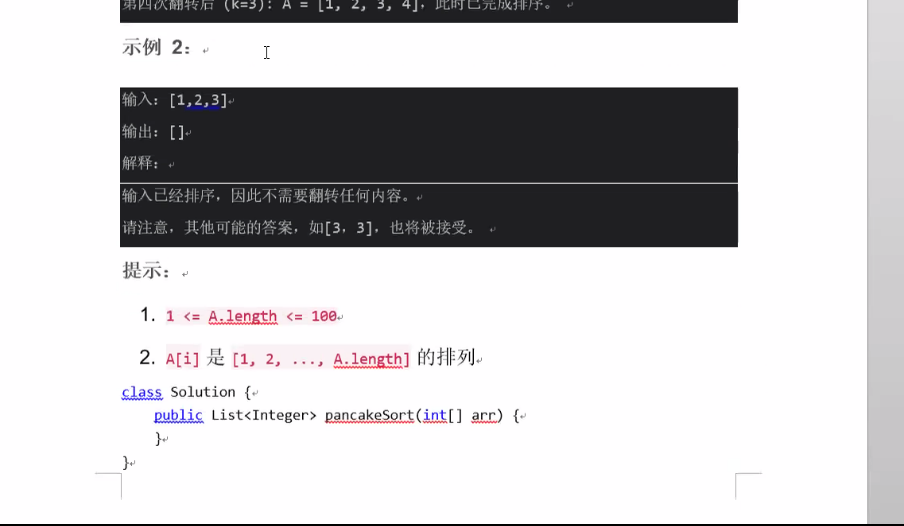 第四次翻转后 (k=3): A = [1, 2, 3, 4]，此时已完成排序。
示例 2：
输入：[1,2,3]
输出：[]
解释：
输入已经排序，因此不需要翻转任何内容。
请注意，其他可能的答案，如[3，3]，也将被接受。
提示：
1. 1 <= A.length <= 100
2. A[i] 是 [1, 2, ..., A.length] 的排列
class Solution {
public List<Integer> pancakeSort(int[] arr) {
}
}